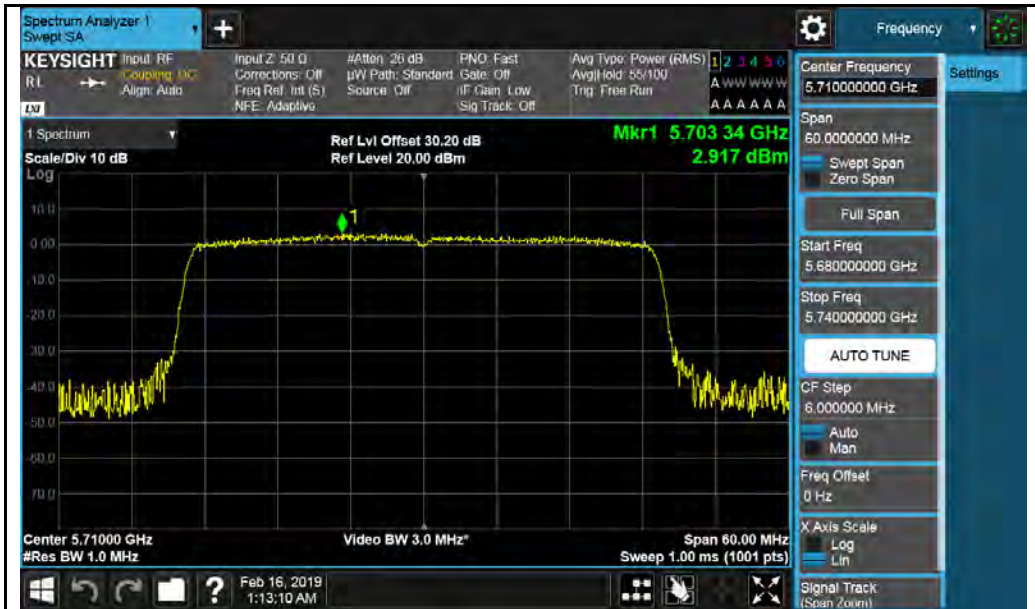 Spectrum Analyzer 1
Swept SA
+
Frequency
KEYSIGHT
RL
LXI
Input: RF
Coupling: DC
Align: Auto
Input Z: 50 Ω
Corrections: Off
Freq Ref: Int (S)
NFE: Adaptive
#Atten: 26 dB
µW Path: Standard
Source: Off
PNO: Fast
Gate: Off
IF Gain: Low
Sig Track: Off
Avg Type: Power (RMS)
Avg|Hold: 55/100
Trig: Free Run
1 2 3 4 5 6
A W W W W W
A A A A A A
Center Frequency
5.710000000 GHz
Settings
1 Spectrum
Scale/Div 10 dB
Ref Lvl Offset 30.20 dB
Ref Level 20.00 dBm
Mkr1 5.703 34 GHz
2.917 dBm
Span
60.0000000 MHz
Swept Span
Zero Span
Full Span
Start Freq
5.680000000 GHz
Stop Freq
5.740000000 GHz
AUTO TUNE
CF Step
6.000000 MHz
Auto
Man
Freq Offset
0 Hz
X Axis Scale
Log
Lin
Signal Track
(Span Zoom)
Log
10.0
0.00
-10.0
-20.0
-30.0
-40.0
-50.0
-60.0
-70.0
1
Center 5.71000 GHz
#Res BW 1.0 MHz
Video BW 3.0 MHz*
Span 60.00 MHz
Sweep 1.00 ms (1001 pts)
?
Feb 16, 2019
1:13:10 AM